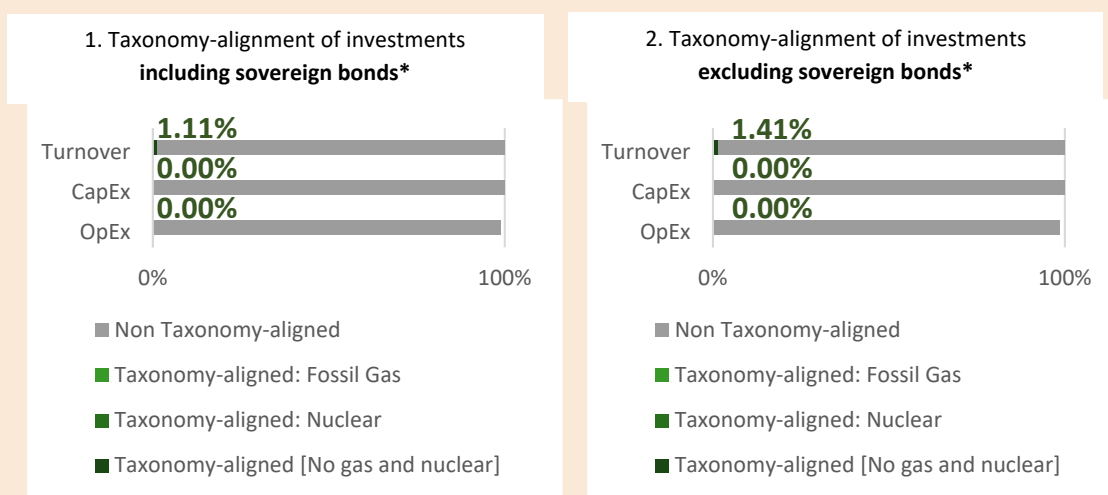 1. Taxonomy-alignment of investments
including sovereign bonds*
1.11%
Turnover
0.00%
CapEx
0.00%
OpEx
0%
100%
Non Taxonomy-aligned
Taxonomy-aligned: Fossil Gas
Taxonomy-aligned: Nuclear
Taxonomy-aligned [No gas and nuclear]
2. Taxonomy-alignment of investments
excluding sovereign bonds*
1.41%
Turnover
0.00%
CapEx
0.00%
OpEx
0%
100%
Non Taxonomy-aligned
Taxonomy-aligned: Fossil Gas
Taxonomy-aligned: Nuclear
Taxonomy-aligned [No gas and nuclear]